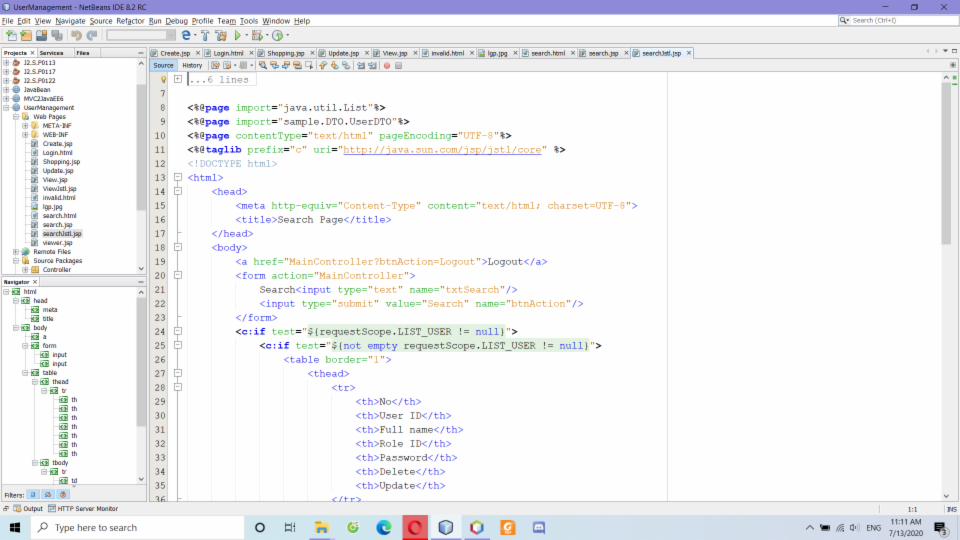 UserManagement - NetBeans IDE 8.2 RC
File Edit View Navigate Source Refactor Run Debug Profile Team Tools Window Help
Search (Ctrl+I)
Projects Services Files
Create.jsp Login.html Shopping.jsp Update.jsp View.jsp invalid.html lgp.jpg search.html search.jsp searchJstl.jsp
Source History
J2.S.P0113
J2.S.P0117
J2.S.P0122
JavaBean
MVC2JavaEE6
UserManagement
Web Pages
META-INF
WEB-INF
Create.jsp
Login.html
Shopping.jsp
Update.jsp
View.jsp
ViewJstl.jsp
invalid.html
lgp.jpg
search.html
search.jsp
searchJstl.jsp
viewer.jsp
Remote Files
Source Packages
Controller
Navigator
html
head
meta
title
body
a
form
input
input
table
thead
tr
th
th
th
th
th
th
th
tbody
tr
td
Filters:
...6 lines
7
8 <%@page import="java.util.List"%>
9 <%@page import="sample.DTO.UserDTO"%>
10 <%@page contentType="text/html" pageEncoding="UTF-8"%>
11 <%@taglib prefix="c" uri="http://java.sun.com/jsp/jstl/core" %>
12 <!DOCTYPE html>
13 <html>
14 <head>
15 <meta http-equiv="Content-Type" content="text/html; charset=UTF-8">
16 <title>Search Page</title>
17 </head>
18 <body>
19 <a href="MainController?btnAction=Logout">Logout</a>
20 <form action="MainController">
21 Search<input type="text" name="txtSearch"/>
22 <input type="submit" value="Search" name="btnAction"/>
23 </form>
24 <c:if test="${requestScope.LIST_USER != null}">
25 <c:if test="${not empty requestScope.LIST_USER != null}">
26 <table border="1">
27 <thead>
28 <tr>
29 <th>No</th>
30 <th>User ID</th>
31 <th>Full name</th>
32 <th>Role ID</th>
33 <th>Password</th>
34 <th>Delete</th>
35 <th>Update</th>
36 </tr>
Output HTTP Server Monitor
1:1 INS
Type here to search
ENG
11:11 AM
7/13/2020
3